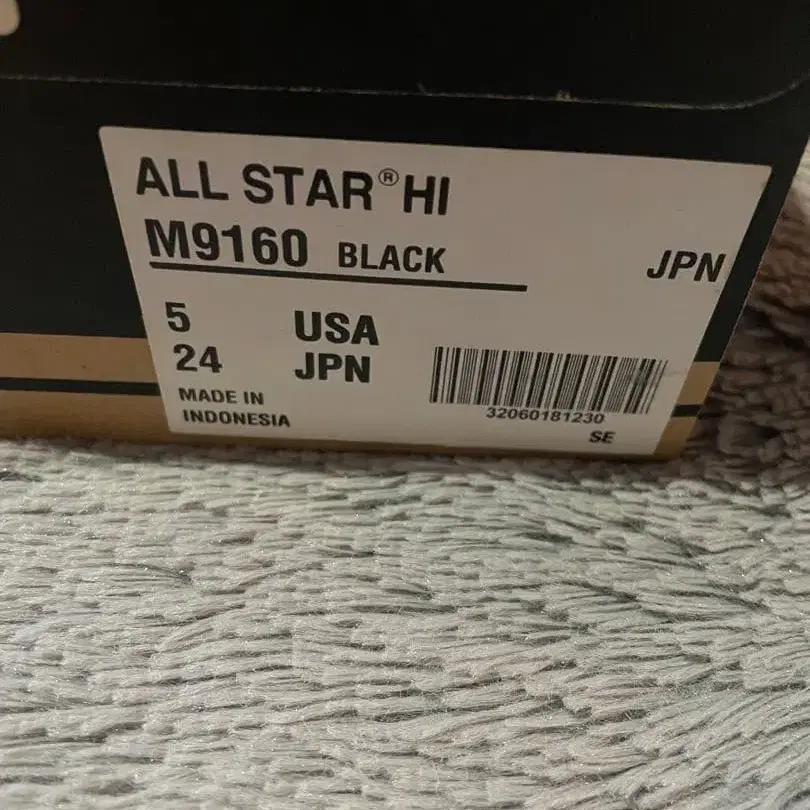 ALL STAR® HI
M9160 BLACK JPN
5 USA
24 JPN
MADE IN
INDONESIA
32060181230
SE